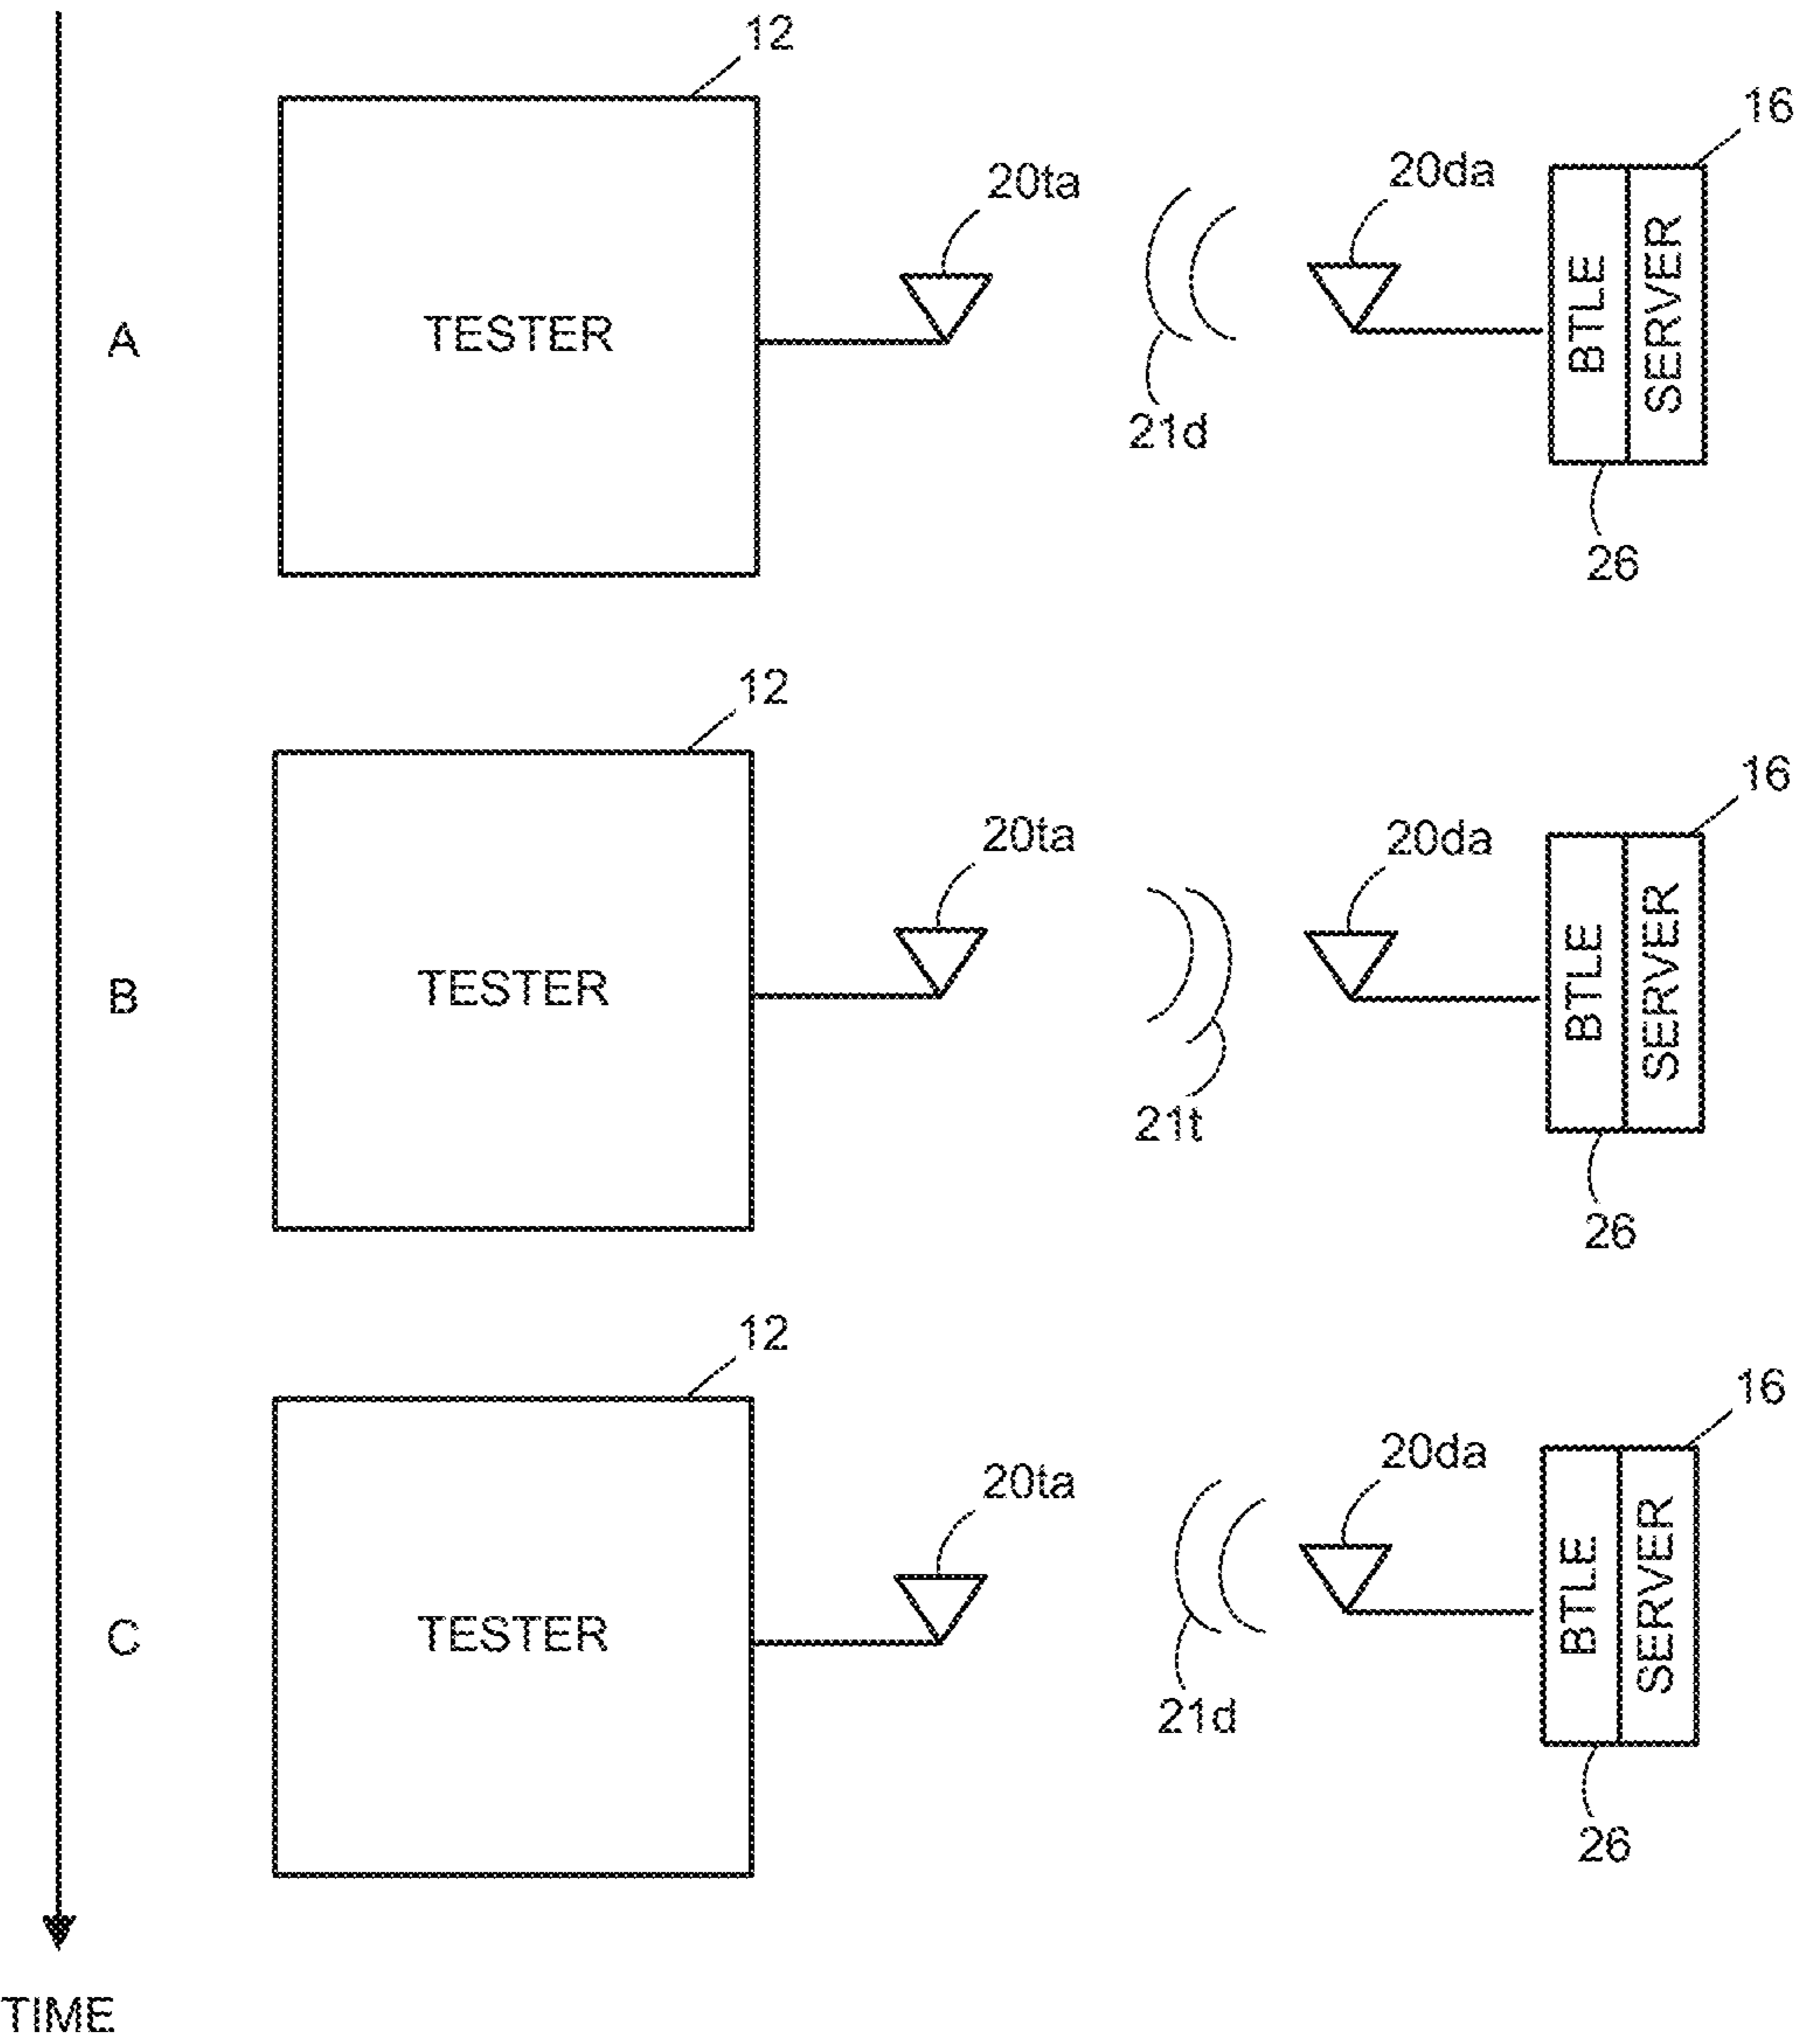 12
16
20ta
20da
A
TESTER
21d
BTLE
SERVER
26
12
16
20ta
20da
B
TESTER
21t
BTLE
SERVER
26
12
16
20ta
20da
C
TESTER
21d
BTLE
SERVER
26
TIME